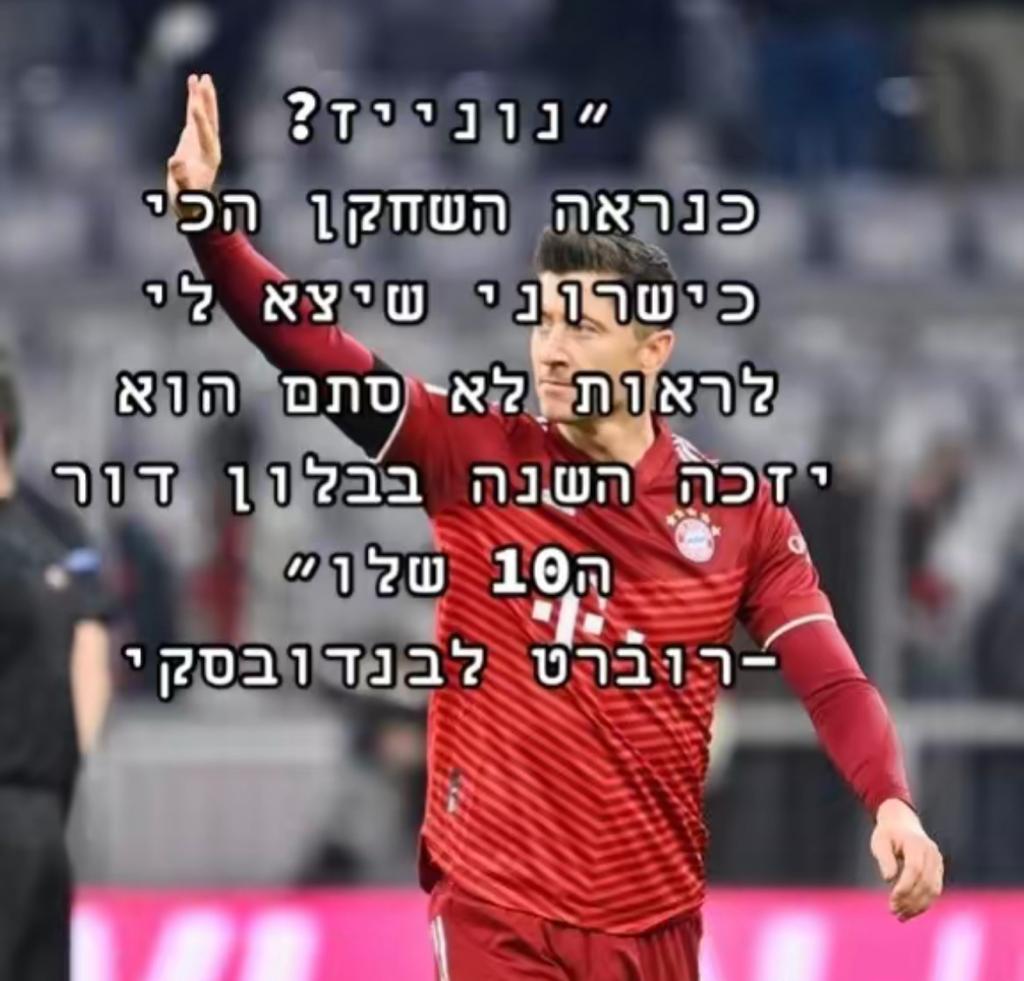 ״נונייז?
כנראה השחקן הכי
כישרוני שיצא לי
לראות לא סתם הוא
יזכה השנה בבלון דור
ה10 שלו״
-רוברט לבנדובסקי